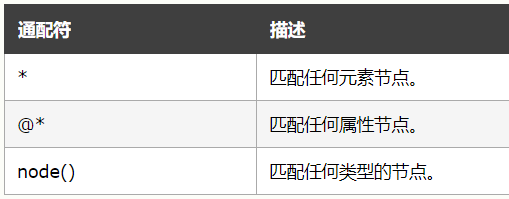 通配符 描述
* 匹配任何元素节点。
@* 匹配任何属性节点。
node() 匹配任何类型的节点。